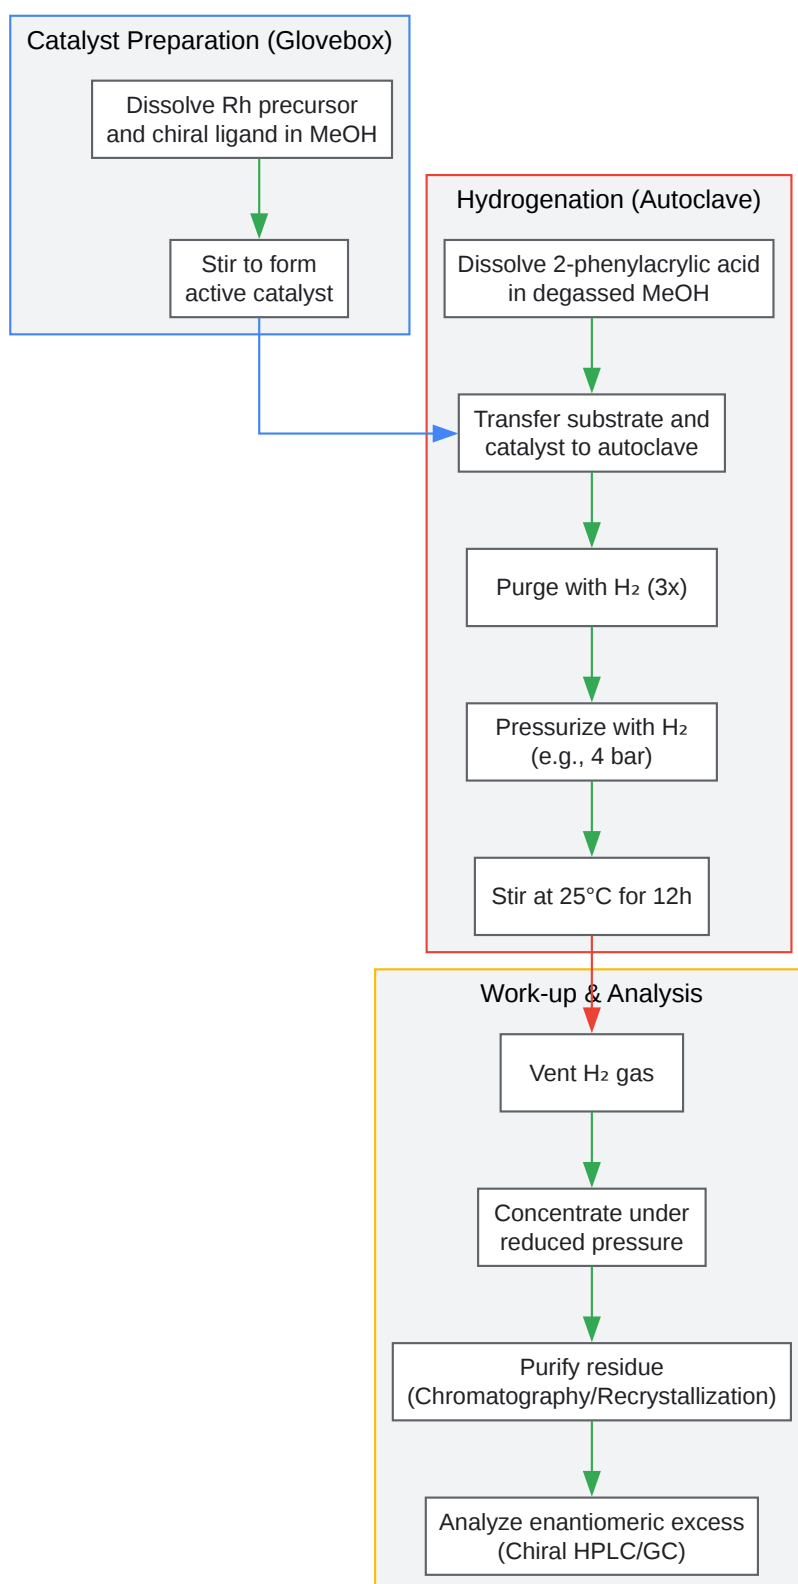 Catalyst Preparation (Glovebox)
Dissolve Rh precursor
and chiral ligand in MeOH
Stir to form
active catalyst
Hydrogenation (Autoclave)
Dissolve 2-phenylacrylic acid
in degassed MeOH
Transfer substrate and
catalyst to autoclave
Purge with H₂ (3x)
Pressurize with H₂
(e.g., 4 bar)
Stir at 25°C for 12h
Work-up & Analysis
Vent H₂ gas
Concentrate under
reduced pressure
Purify residue
(Chromatography/Recrystallization)
Analyze enantiomeric excess
(Chiral HPLC/GC)